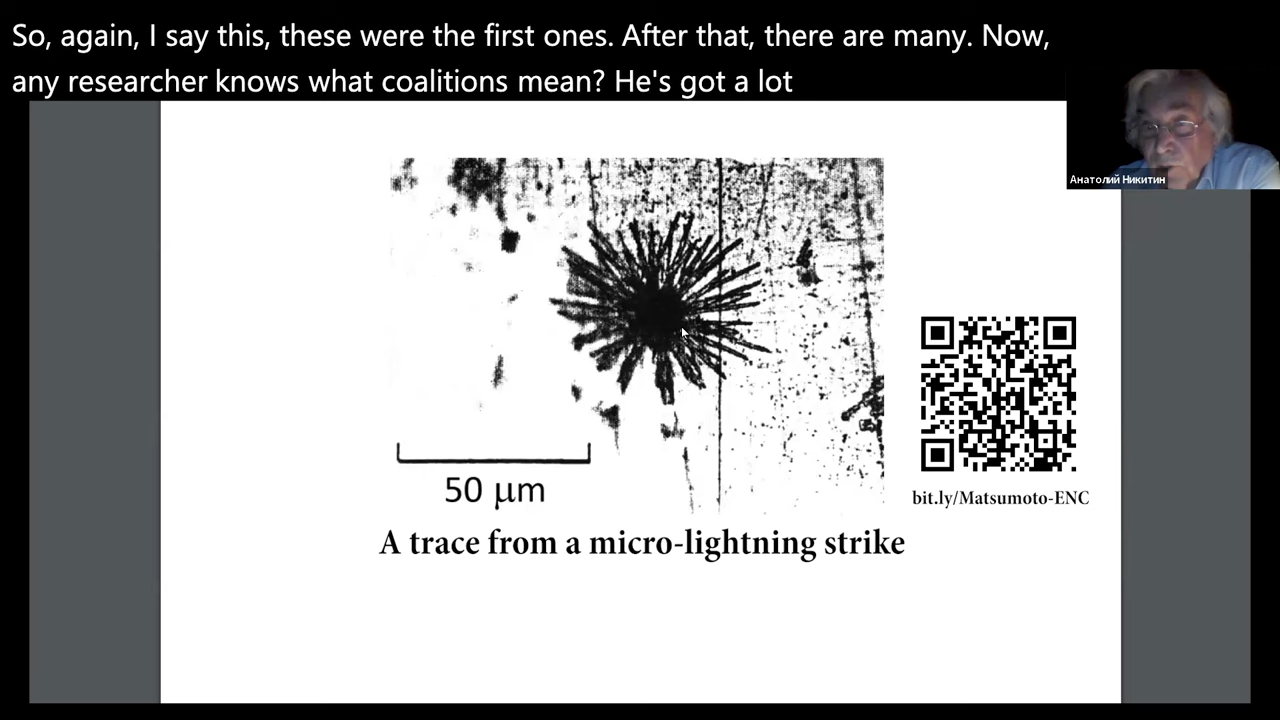 So, again, I say this, these were the first ones. After that, there are many. Now,
any researcher knows what coalitions mean? He's got a lot
Анатолий Никитин
50 μm
bit.ly/Matsumoto-ENC
A trace from a micro-lightning strike